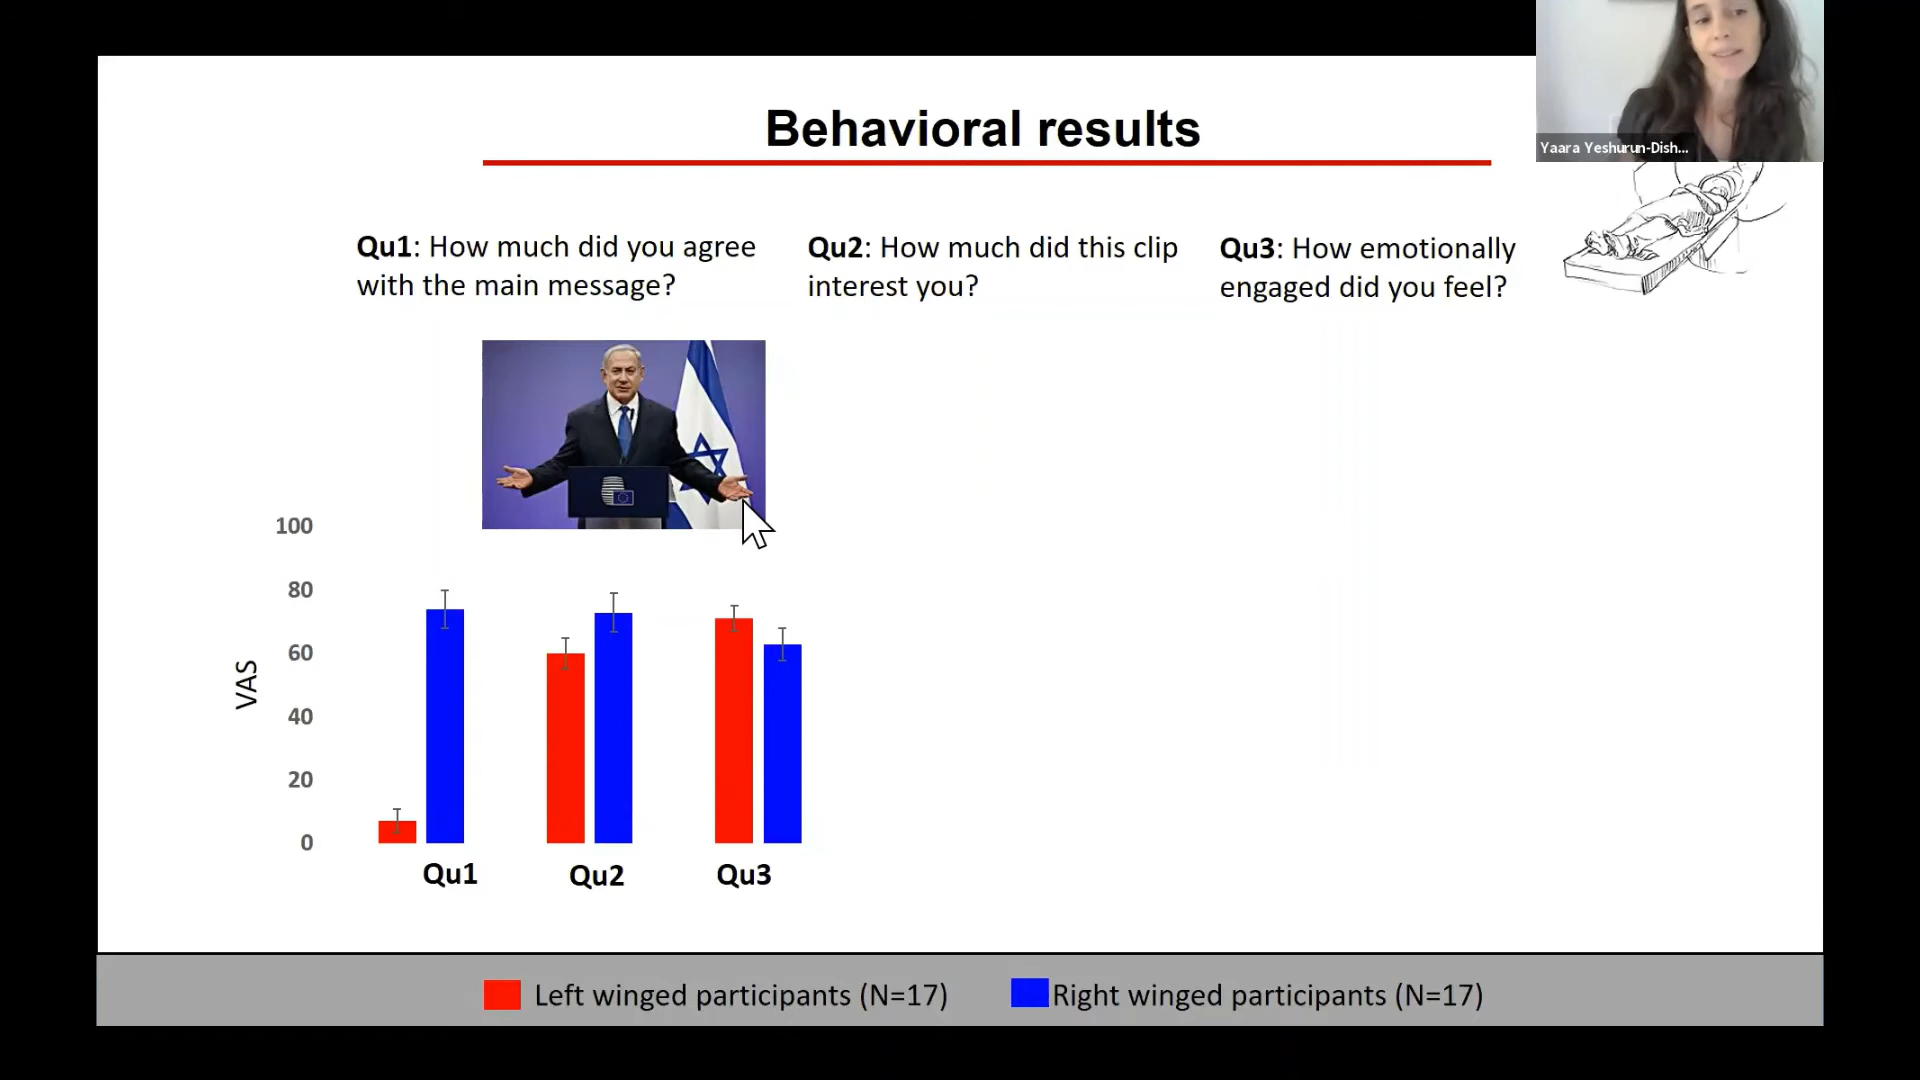 Behavioral results
Yaara Yeshurun-Dish...
Qu1: How much did you agree
with the main message?
Qu2: How much did this clip
interest you?
Qu3: How emotionally
engaged did you feel?
100
80
60
40
20
0
VAS
Qu1
Qu2
Qu3
Left winged participants (N=17)
Right winged participants (N=17)